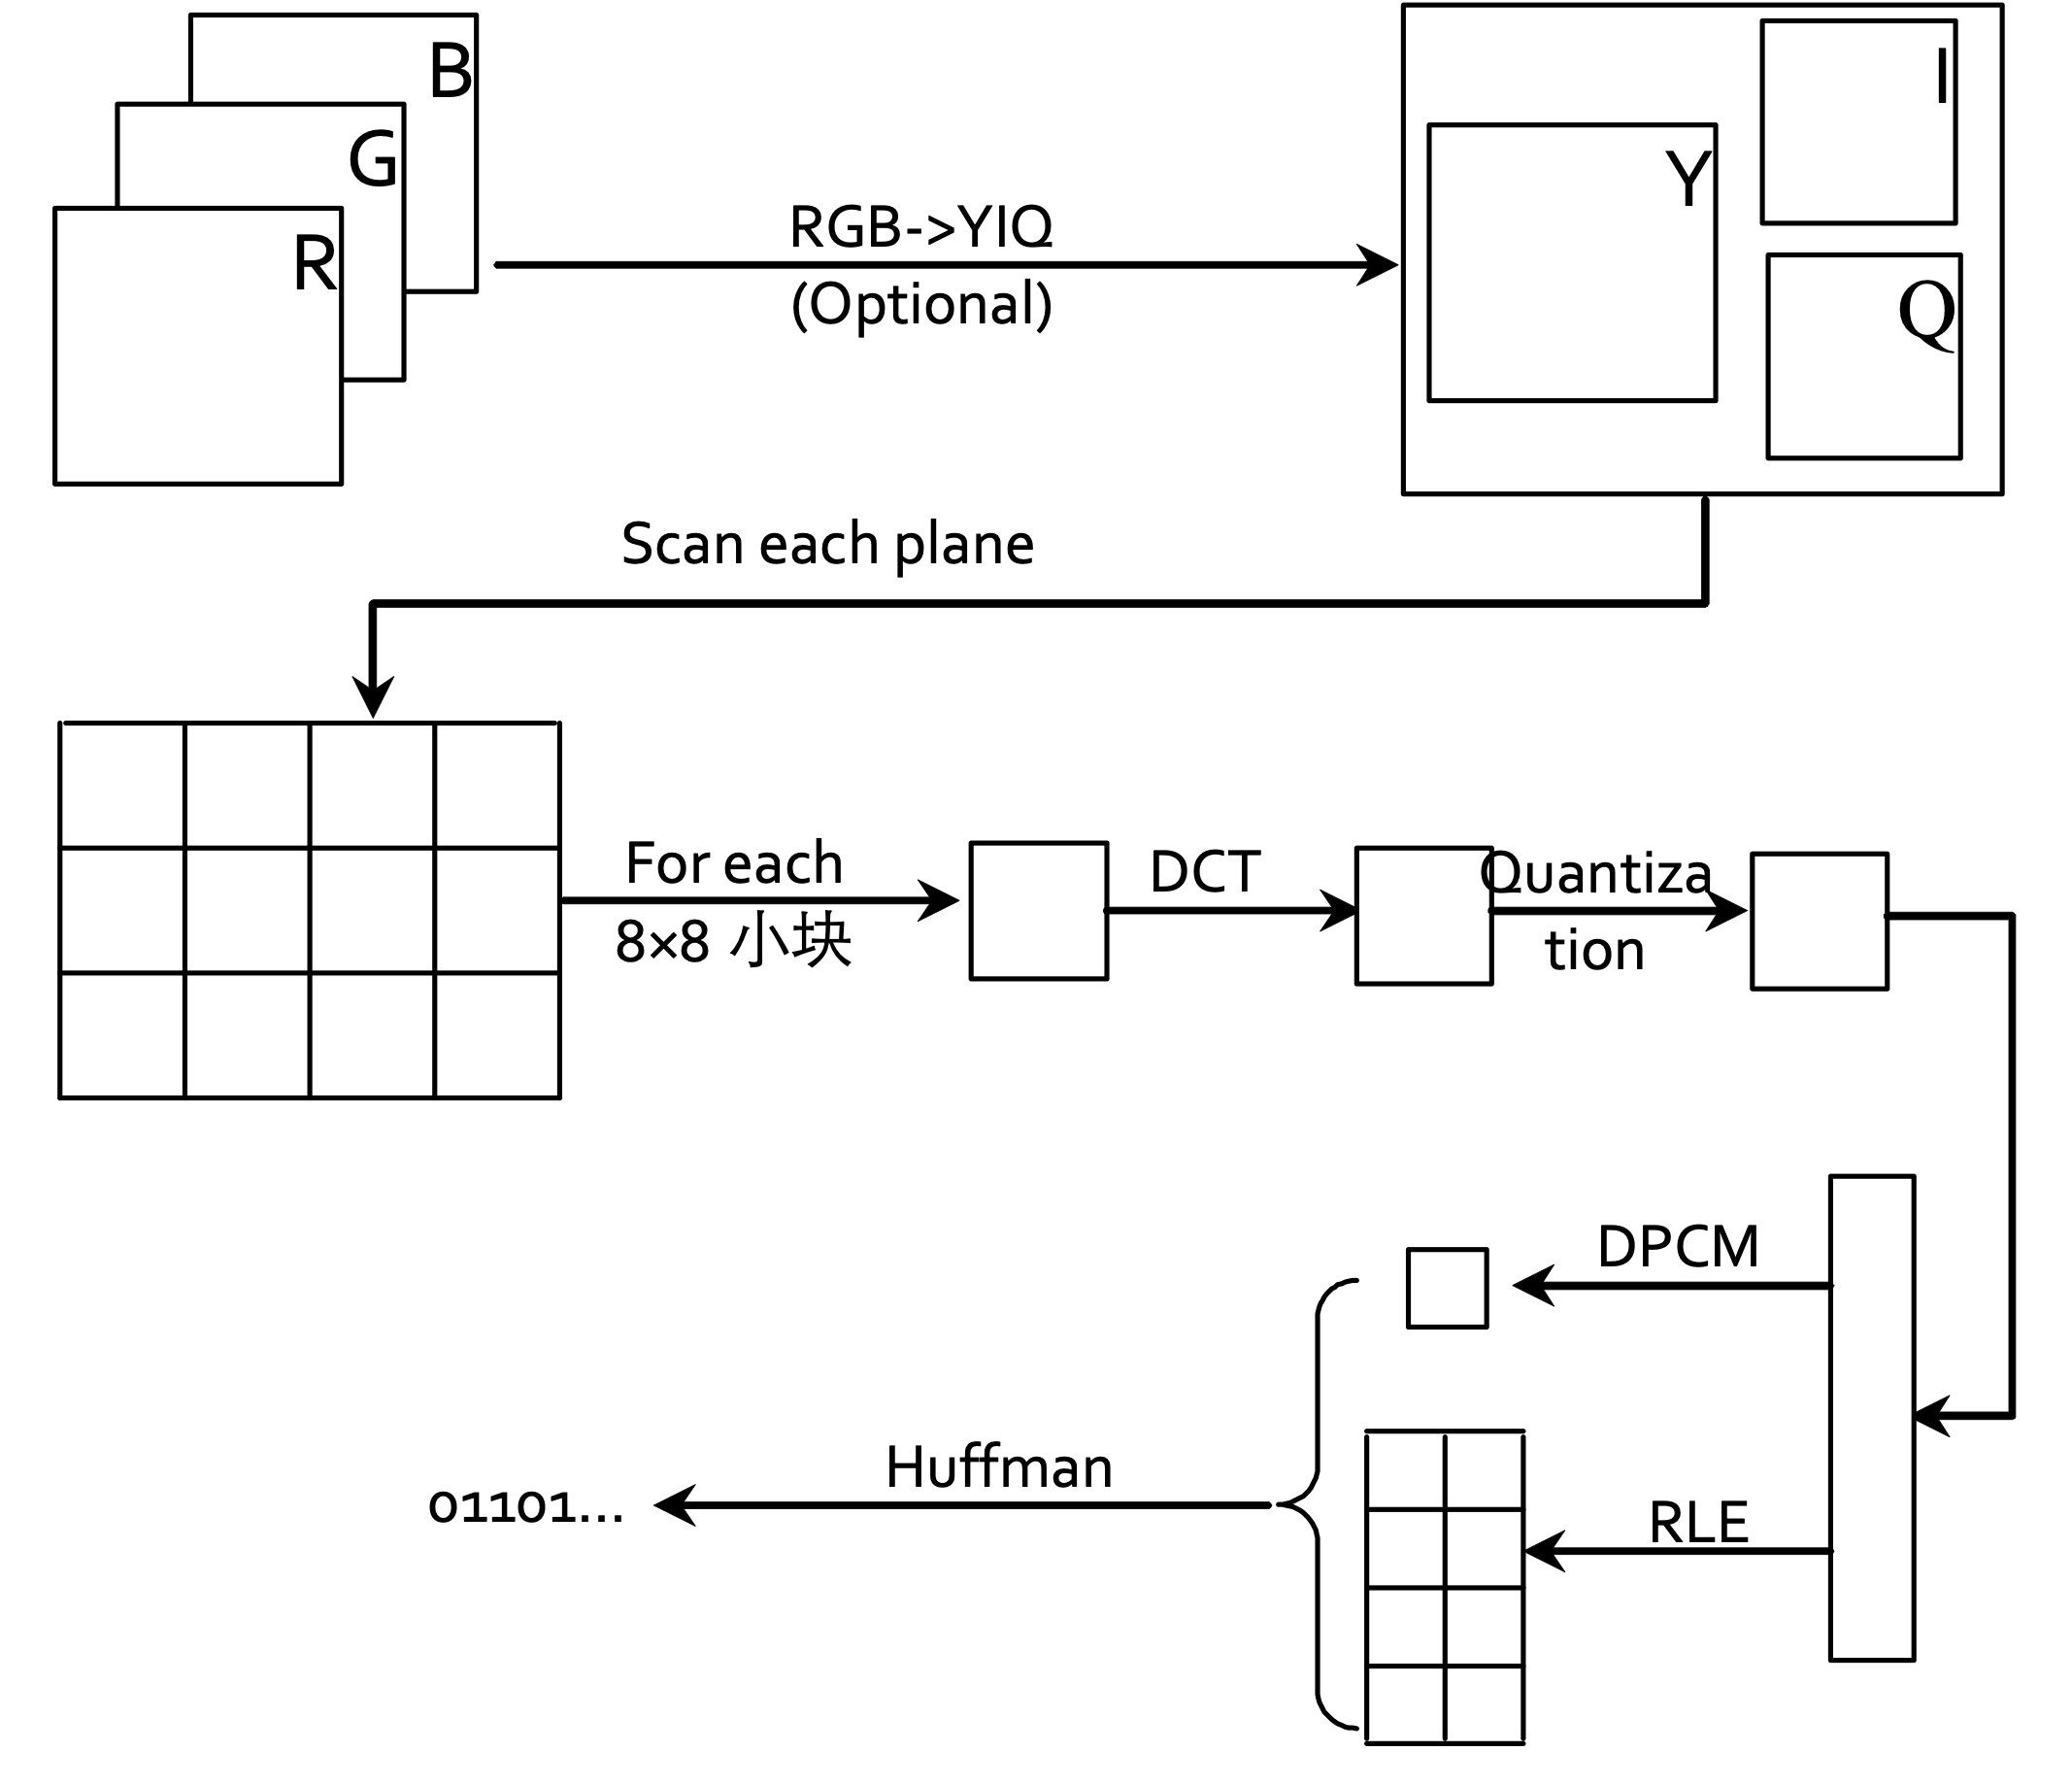 B
G
R
RGB->YIQ
(Optional)
I
Y
Q
Scan each plane
For each
8×8 小块
DCT
Quantiza
tion
DPCM
Huffman
01101...
RLE